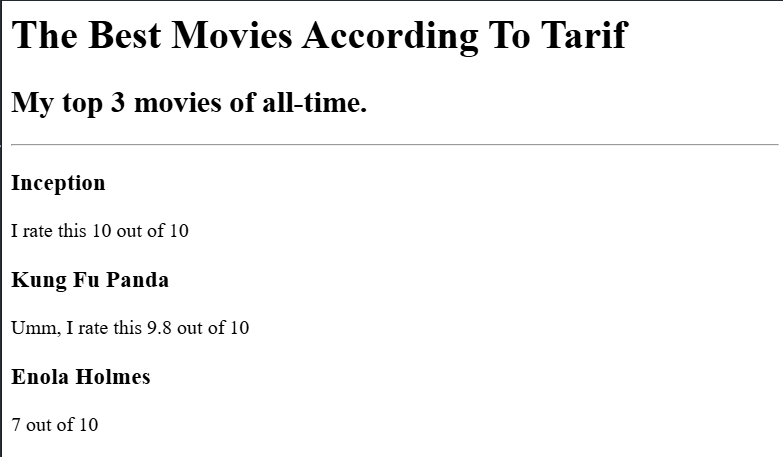 The Best Movies According To Tarif
My top 3 movies of all-time.
Inception
I rate this 10 out of 10
Kung Fu Panda
Umm, I rate this 9.8 out of 10
Enola Holmes
7 out of 10